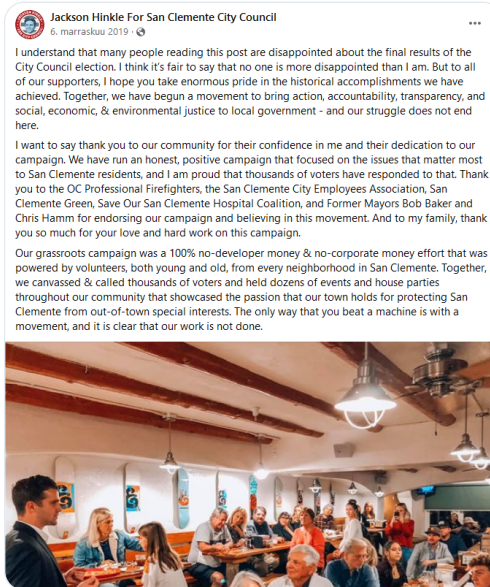 Jackson Hinkle For San Clemente City Council
6. marraskuu 2019 ·
I understand that many people reading this post are disappointed about the final results of the
City Council election. I think it's fair to say that no one is more disappointed than I am. But to all
of our supporters, I hope you take enormous pride in the historical accomplishments we have
achieved. Together, we have begun a movement to bring action, accountability, transparency, and
social, economic, & environmental justice to local government - and our struggle does not end
here.
I want to say thank you to our community for their confidence in me and their dedication to our
campaign. We have run an honest, positive campaign that focused on the issues that matter most
to San Clemente residents, and I am proud that thousands of voters have responded to that. Thank
you to the OC Professional Firefighters, the San Clemente City Employees Association, San
Clemente Green, Save Our San Clemente Hospital Coalition, and Former Mayors Bob Baker and
Chris Hamm for endorsing our campaign and believing in this movement. And to my family, thank
you so much for your love and hard work on this campaign.
Our grassroots campaign was a 100% no-developer money & no-corporate money effort that was
powered by volunteers, both young and old, from every neighborhood in San Clemente. Together,
we canvassed & called thousands of voters and held dozens of events and house parties
throughout our community that showcased the passion that our town holds for protecting San
Clemente from out-of-town special interests. The only way that you beat a machine is with a
movement, and it is clear that our work is not done.